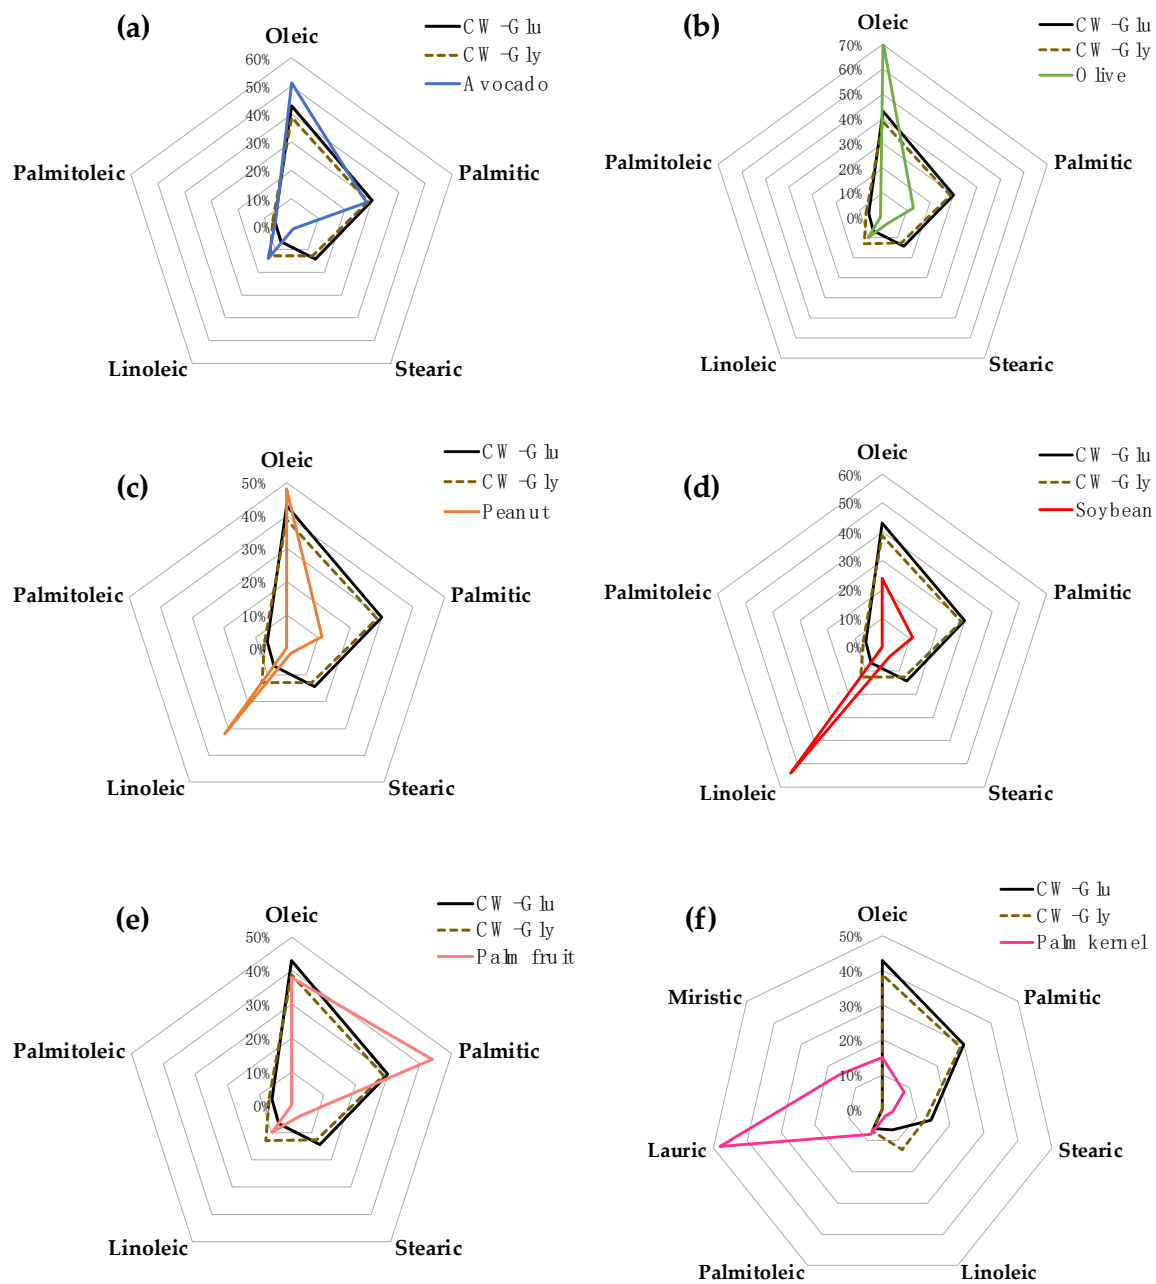 (a)
CW-Glu
CW-Gly
Avocado
Oleic
60%
50%
40%
30%
20%
10%
0%
Palmitoleic
Palmitic
Linoleic
Stearic
(b)
CW-Glu
CW-Gly
Olive
Oleic
70%
60%
50%
40%
30%
20%
10%
0%
Palmitoleic
Palmitic
Linoleic
Stearic
(c)
CW-Glu
CW-Gly
Peanut
Oleic
50%
40%
30%
20%
10%
0%
Palmitoleic
Palmitic
Linoleic
Stearic
(d)
CW-Glu
CW-Gly
Soybean
Oleic
60%
50%
40%
30%
20%
10%
0%
Palmitoleic
Palmitic
Linoleic
Stearic
(e)
CW-Glu
CW-Gly
Palm fruit
Oleic
50%
40%
30%
20%
10%
0%
Palmitoleic
Palmitic
Linoleic
Stearic
(f)
CW-Glu
CW-Gly
Palm kernel
Oleic
50%
40%
30%
20%
10%
0%
Miristic
Palmitic
Lauric
Stearic
Palmitoleic
Linoleic